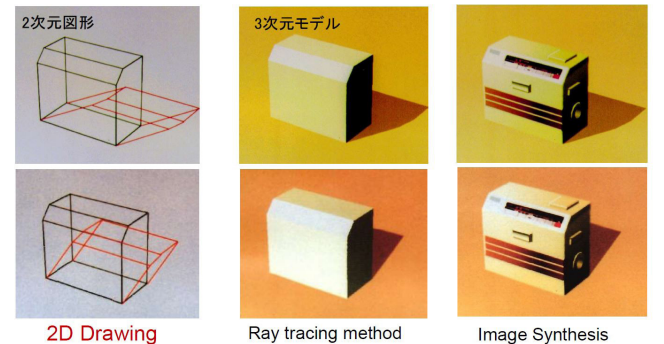 2次元図形
3次元モデル
2D Drawing
Ray tracing method
Image Synthesis